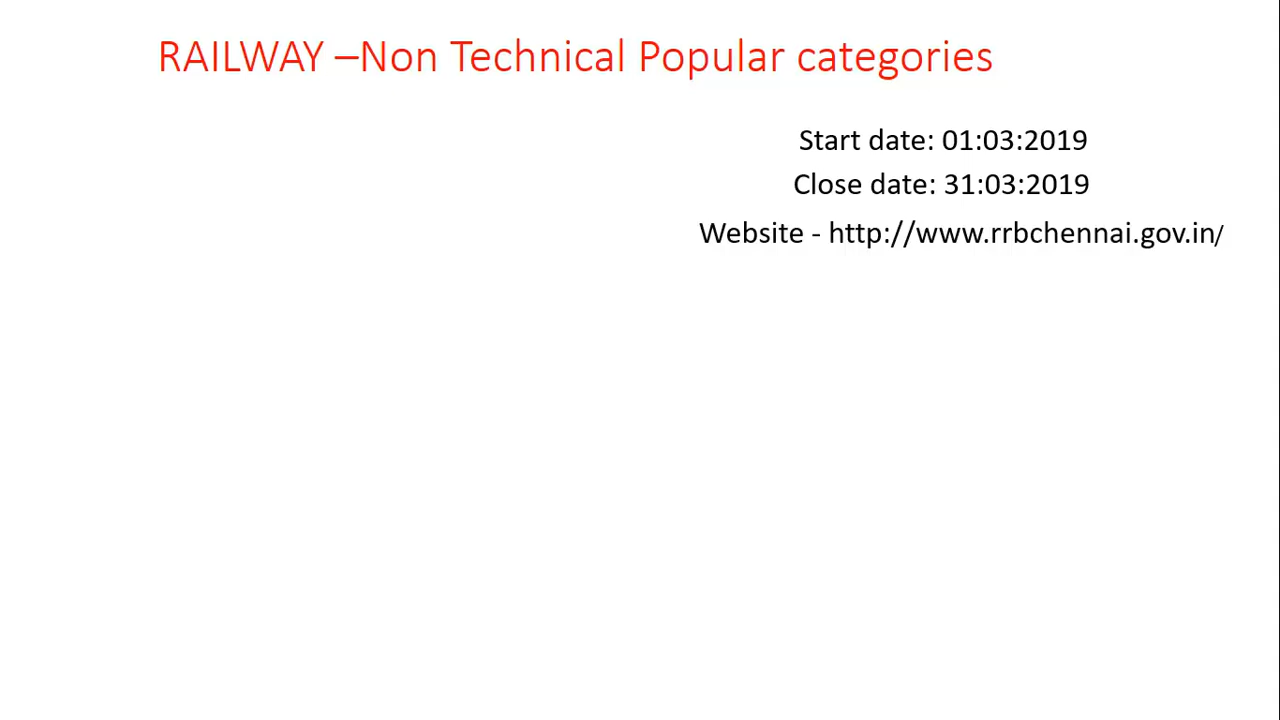 RAILWAY –Non Technical Popular categories
Start date: 01:03:2019
Close date: 31:03:2019
Website - http://www.rrbchennai.gov.in/